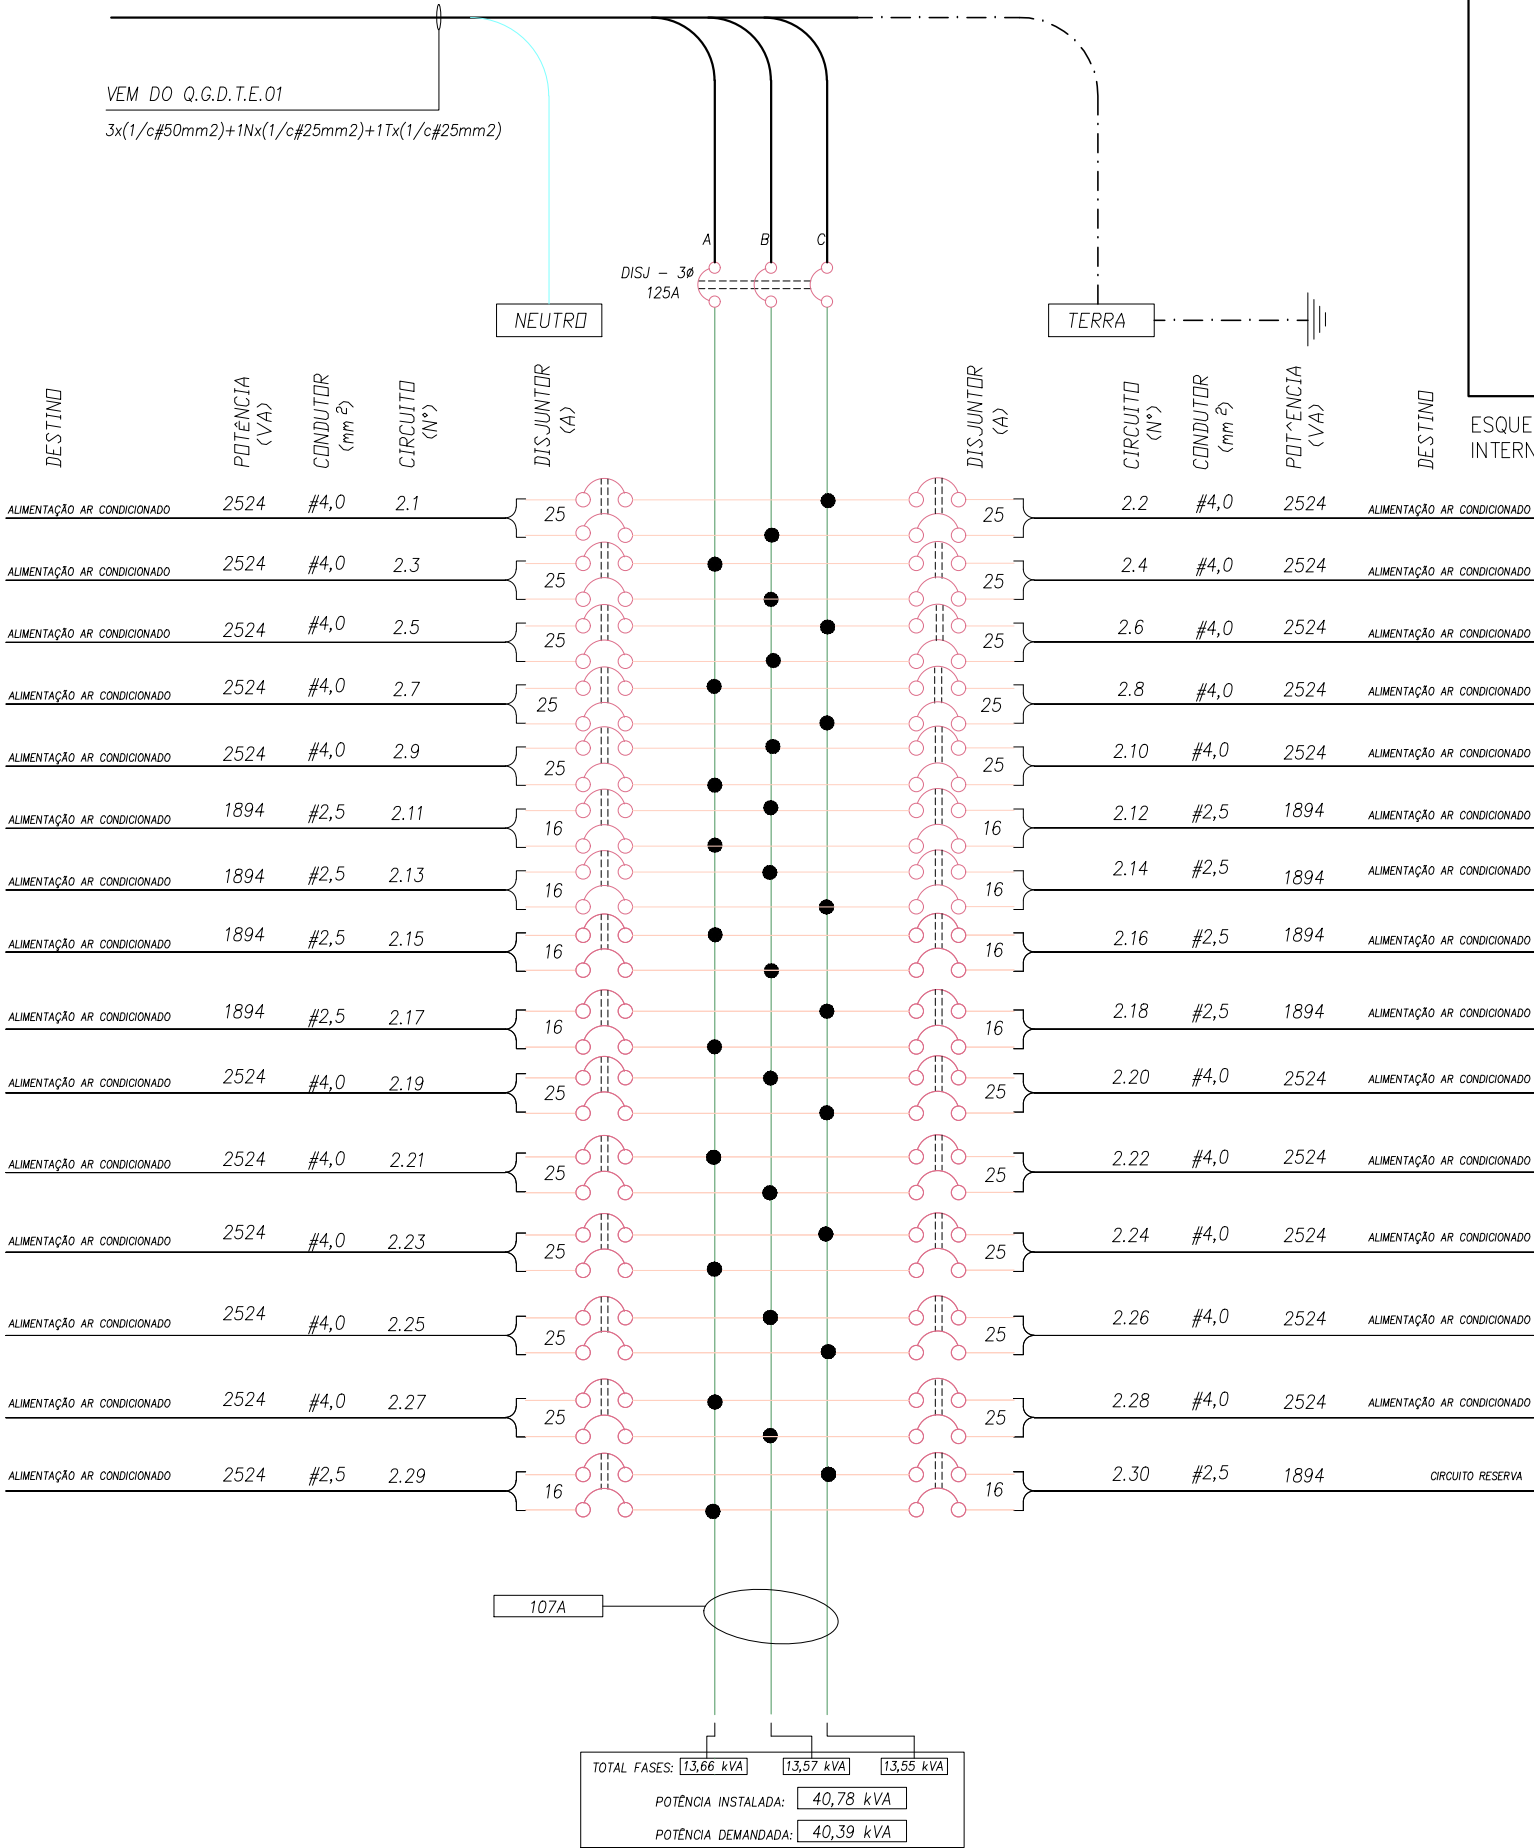 VEM DO Q.G.D.T.E.01
3x(1/c#50mm2)+1Nx(1/c#25mm2)+1Tx(1/c#25mm2)
A B C
DISJ - 3ø
125A
NEUTRO
TERRA
DESTINO
POTÊNCIA
(VA)
CONDUTOR
(mm²)
CIRCUITO
(N°)
DISJUNTOR
(A)
DISJUNTOR
(A)
CIRCUITO
(N°)
CONDUTOR
(mm²)
POT^ENCIA
(VA)
DESTINO
ESQUE
INTERN
ALIMENTAÇÃO AR CONDICIONADO 2524 #4,0 2.1 25 25 2.2 #4,0 2524 ALIMENTAÇÃO AR CONDICIONADO
ALIMENTAÇÃO AR CONDICIONADO 2524 #4,0 2.3 25 25 2.4 #4,0 2524 ALIMENTAÇÃO AR CONDICIONADO
ALIMENTAÇÃO AR CONDICIONADO 2524 #4,0 2.5 25 25 2.6 #4,0 2524 ALIMENTAÇÃO AR CONDICIONADO
ALIMENTAÇÃO AR CONDICIONADO 2524 #4,0 2.7 25 25 2.8 #4,0 2524 ALIMENTAÇÃO AR CONDICIONADO
ALIMENTAÇÃO AR CONDICIONADO 2524 #4,0 2.9 25 25 2.10 #4,0 2524 ALIMENTAÇÃO AR CONDICIONADO
ALIMENTAÇÃO AR CONDICIONADO 1894 #2,5 2.11 16 16 2.12 #2,5 1894 ALIMENTAÇÃO AR CONDICIONADO
ALIMENTAÇÃO AR CONDICIONADO 1894 #2,5 2.13 16 16 2.14 #2,5 1894 ALIMENTAÇÃO AR CONDICIONADO
ALIMENTAÇÃO AR CONDICIONADO 1894 #2,5 2.15 16 16 2.16 #2,5 1894 ALIMENTAÇÃO AR CONDICIONADO
ALIMENTAÇÃO AR CONDICIONADO 1894 #2,5 2.17 16 16 2.18 #2,5 1894 ALIMENTAÇÃO AR CONDICIONADO
ALIMENTAÇÃO AR CONDICIONADO 2524 #4,0 2.19 25 25 2.20 #4,0 2524 ALIMENTAÇÃO AR CONDICIONADO
ALIMENTAÇÃO AR CONDICIONADO 2524 #4,0 2.21 25 25 2.22 #4,0 2524 ALIMENTAÇÃO AR CONDICIONADO
ALIMENTAÇÃO AR CONDICIONADO 2524 #4,0 2.23 25 25 2.24 #4,0 2524 ALIMENTAÇÃO AR CONDICIONADO
ALIMENTAÇÃO AR CONDICIONADO 2524 #4,0 2.25 25 25 2.26 #4,0 2524 ALIMENTAÇÃO AR CONDICIONADO
ALIMENTAÇÃO AR CONDICIONADO 2524 #4,0 2.27 25 25 2.28 #4,0 2524 ALIMENTAÇÃO AR CONDICIONADO
ALIMENTAÇÃO AR CONDICIONADO 2524 #2,5 2.29 16 16 2.30 #2,5 1894 CIRCUITO RESERVA
107A
TOTAL FASES: 13,66 kVA 13,57 kVA 13,55 kVA
POTÊNCIA INSTALADA: 40,78 kVA
POTÊNCIA DEMANDADA: 40,39 kVA